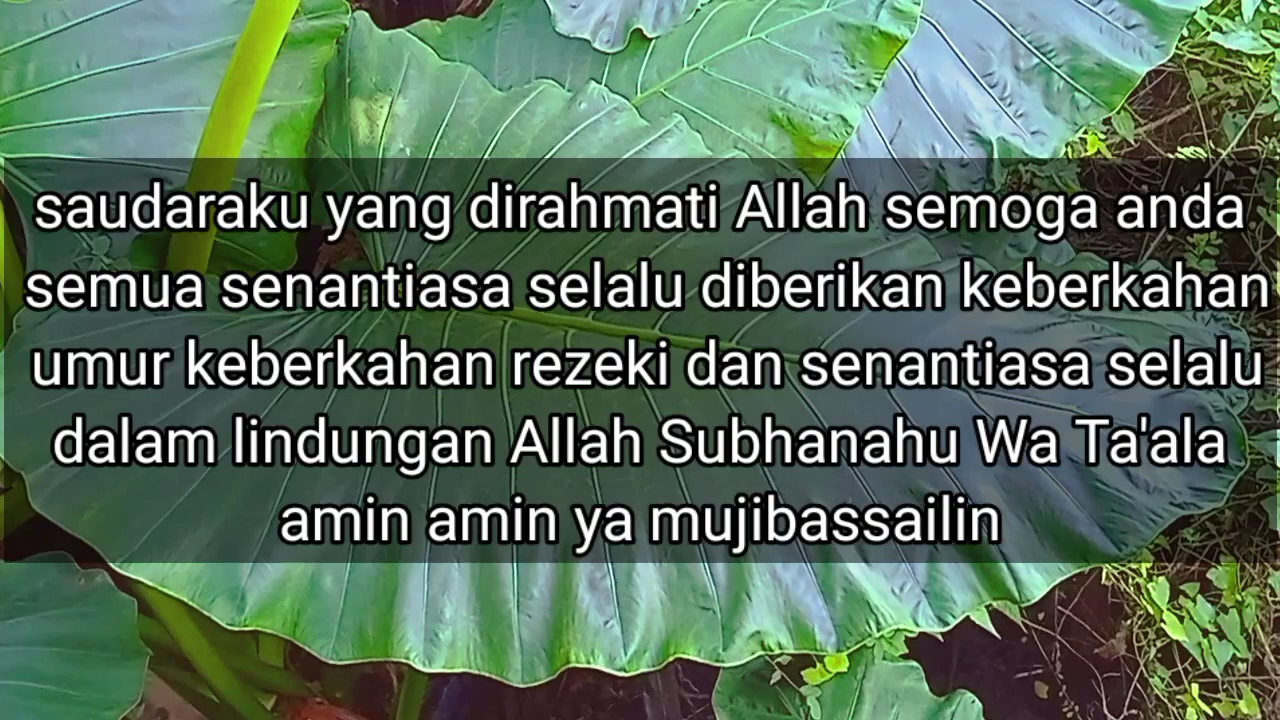 saudaraku yang dirahmati Allah semoga anda
semua senantiasa selalu diberikan keberkahan
umur keberkahan rezeki dan senantiasa selalu
dalam lindungan Allah Subhanahu Wa Ta'ala
amin amin ya mujibassailin